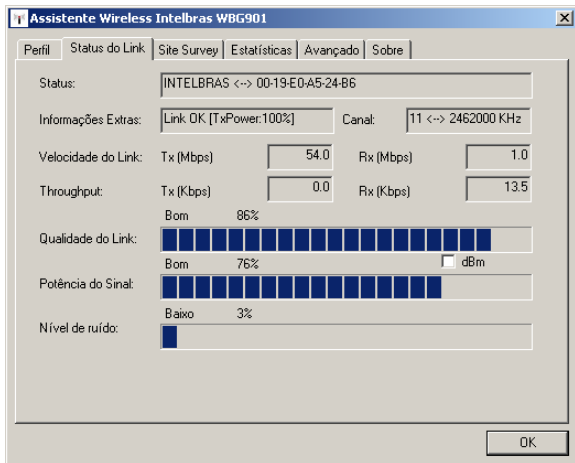 Assistente Wireless Intelbras WBG901
Perfil Status do Link Site Survey Estatísticas Avançado Sobre
Status: INTELBRAS <--> 00-19-E0-A5-24-B6
Informações Extras: Link OK [TxPower:100%] Canal: 11 <--> 2462000 KHz
Velocidade do Link: Tx (Mbps) 54.0 Rx (Mbps) 1.0
Throughput: Tx (Kbps) 0.0 Rx (Kbps) 13.5
Bom 86%
Qualidade do Link:
Bom 76% dBm
Potência do Sinal:
Baixo 3%
Nível de ruído:
OK